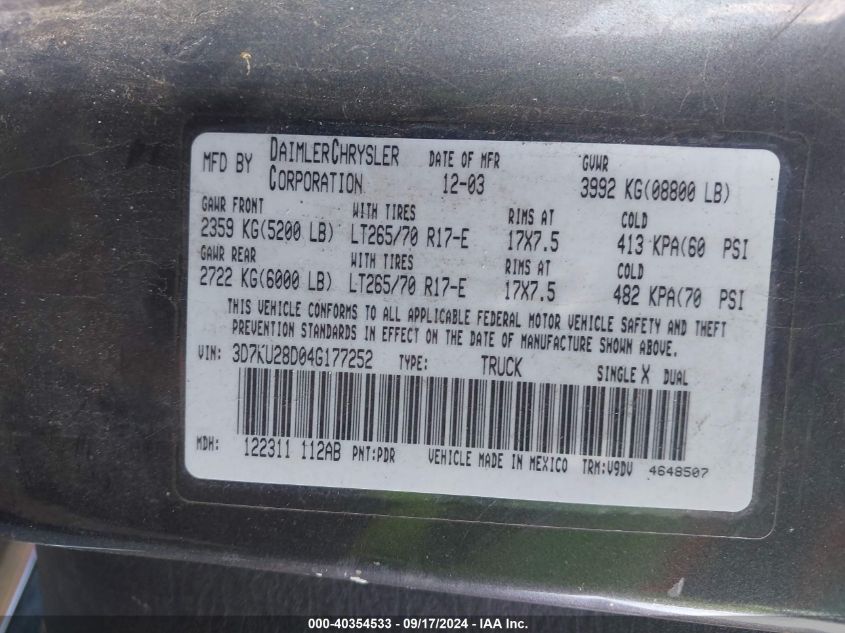 MFD BY DAIMLERCHRYSLER CORPORATION DATE OF MFR 12-03 GVWR 3992 KG(08800 LB)
GAWR FRONT WITH TIRES RIMS AT COLD
2359 KG(5200 LB) LT265/70 R17-E 17X7.5 413 KPA(60 PSI
GAWR REAR WITH TIRES RIMS AT COLD
2722 KG(6000 LB) LT265/70 R17-E 17X7.5 482 KPA(70 PSI
THIS VEHICLE CONFORMS TO ALL APPLICABLE FEDERAL MOTOR VEHICLE SAFETY AND THEFT
PREVENTION STANDARDS IN EFFECT ON THE DATE OF MANUFACTURE SHOWN ABOVE.
VIN: 3D7KU28D04G177252 TYPE: TRUCK SINGLE X DUAL
MDH: 122311 112AB PNT:PDR VEHICLE MADE IN MEXICO TRM:V9DV 4648507
000-40354533 - 09/17/2024 - IAAI.com